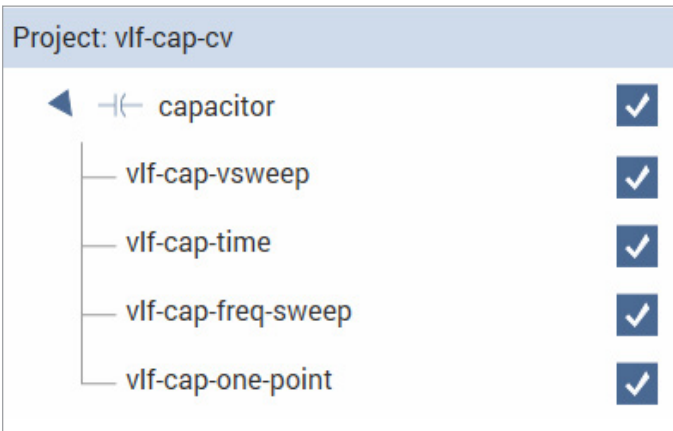 Project: vlf-cap-cv
capacitor
vlf-cap-vsweep
vlf-cap-time
vlf-cap-freq-sweep
vlf-cap-one-point